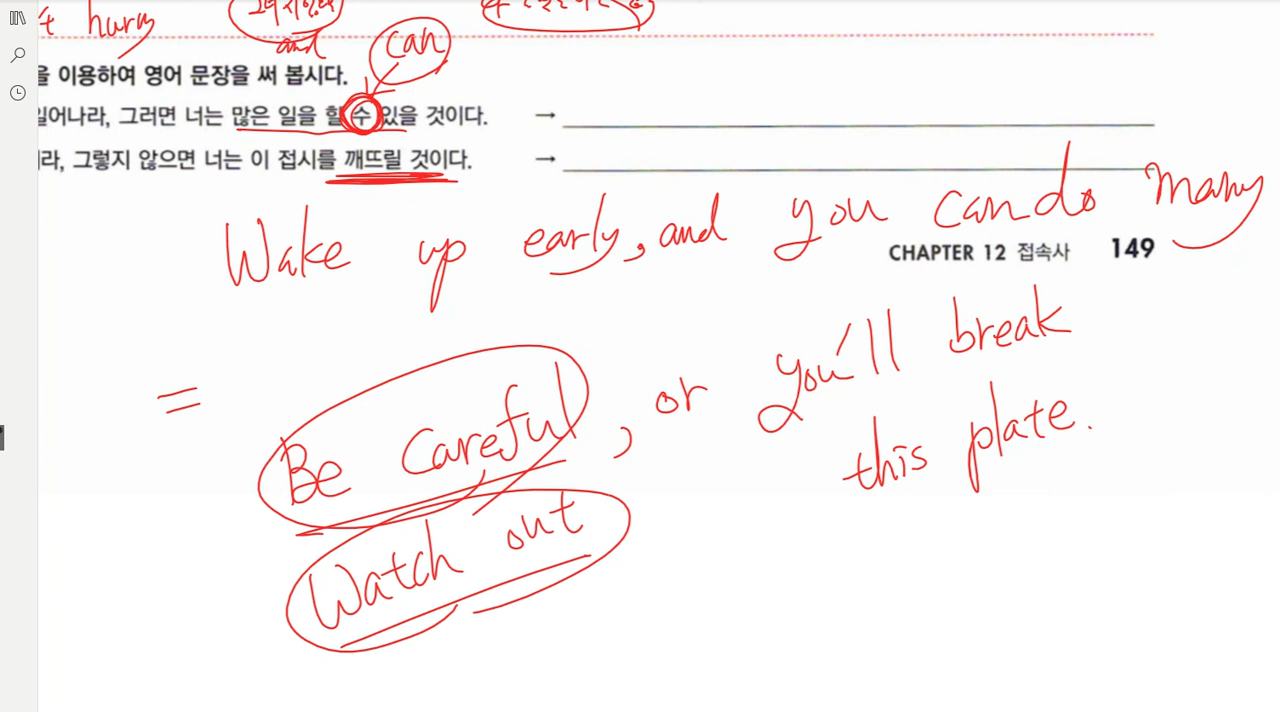 't hurry
and
can
을 이용하여 영어 문장을 써 봅시다.
일어나라, 그러면 너는 많은 일을 할 수 있을 것이다. →
라, 그렇지 않으면 너는 이 접시를 깨뜨릴 것이다. →
Wake up early, and you can do many
CHAPTER 12 접속사 149
= Be careful, or you'll break
this plate.
Watch out